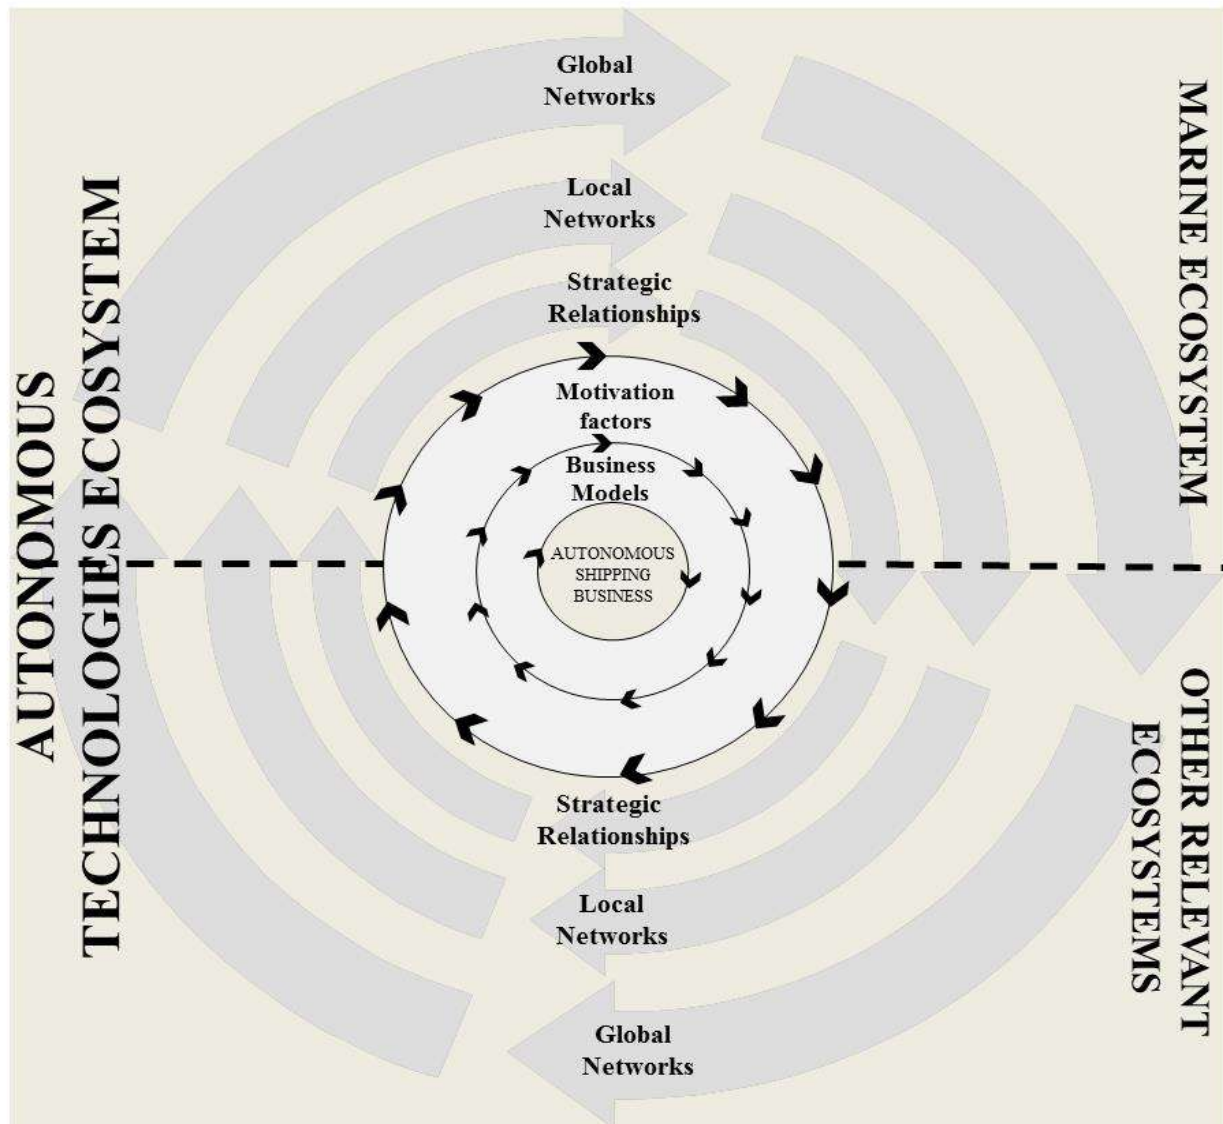 Global
Networks
Local
Networks
Strategic
Relationships
Motivation
factors
Business
Models
AUTONOMOUS
SHIPPING
BUSINESS
Strategic
Relationships
Local
Networks
Global
Networks
AUTONOMOUS
TECHNOLOGIES ECOSYSTEM
MARINE ECOSYSTEM
OTHER RELEVANT
ECOSYSTEMS